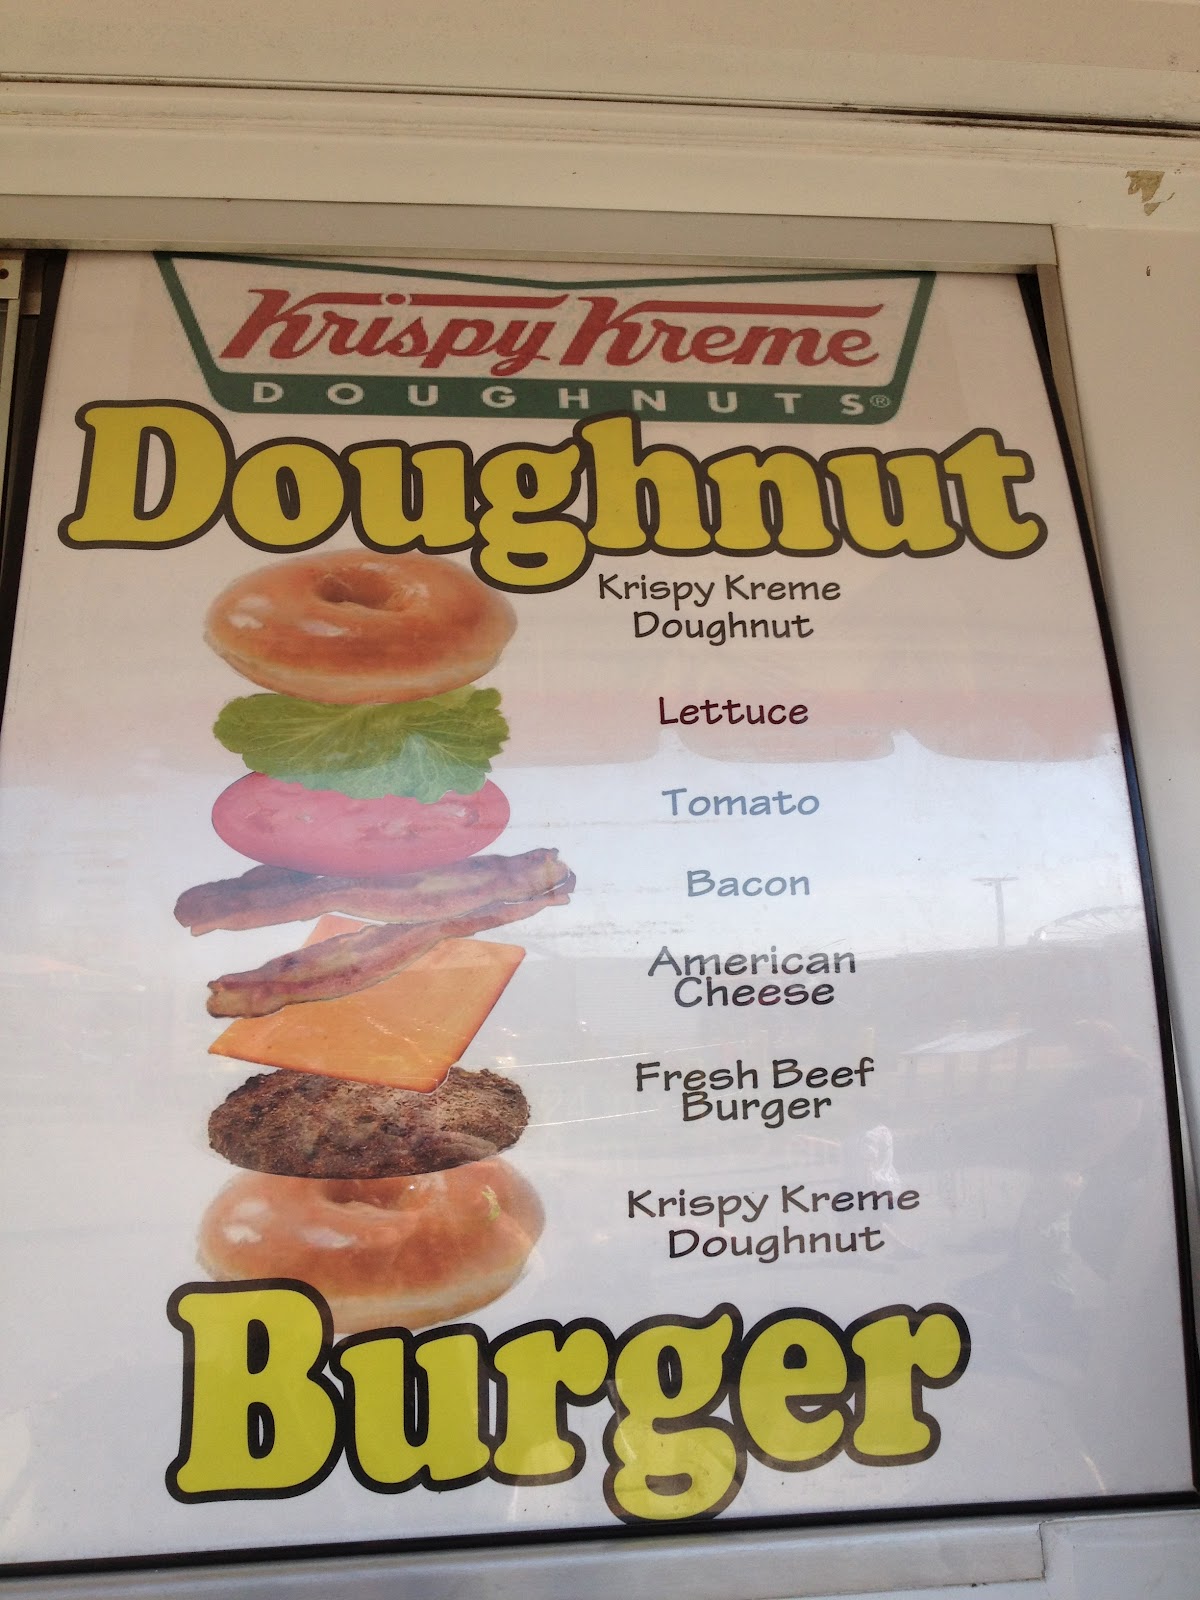 Krispy Kreme
DOUGHNUTS®
Doughnut
Krispy Kreme
Doughnut
Lettuce
Tomato
Bacon
American
Cheese
Fresh Beef
Burger
Krispy Kreme
Doughnut
Burger